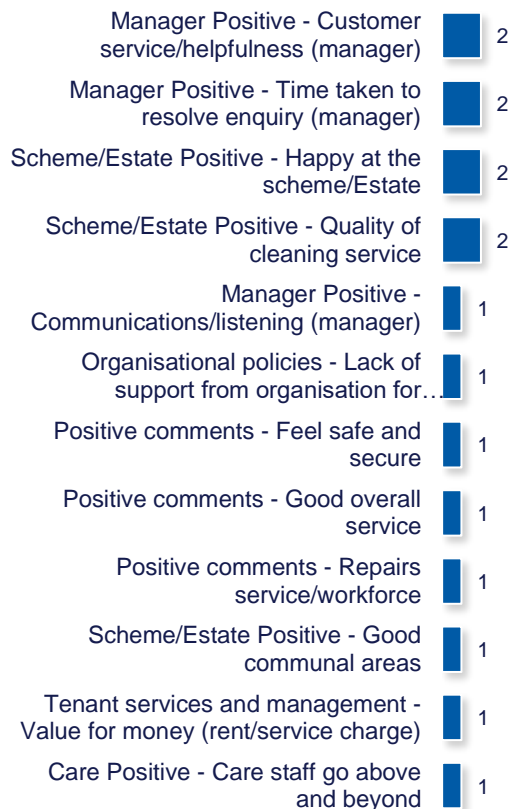 Manager Positive - Customer
service/helpfulness (manager)
2
Manager Positive - Time taken to
resolve enquiry (manager)
2
Scheme/Estate Positive - Happy at the
scheme/Estate
2
Scheme/Estate Positive - Quality of
cleaning service
2
Manager Positive -
Communications/listening (manager)
1
Organisational policies - Lack of
support from organisation for…
1
Positive comments - Feel safe and
secure
1
Positive comments - Good overall
service
1
Positive comments - Repairs
service/workforce
1
Scheme/Estate Positive - Good
communal areas
1
Tenant services and management -
Value for money (rent/service charge)
1
Care Positive - Care staff go above
and beyond
1